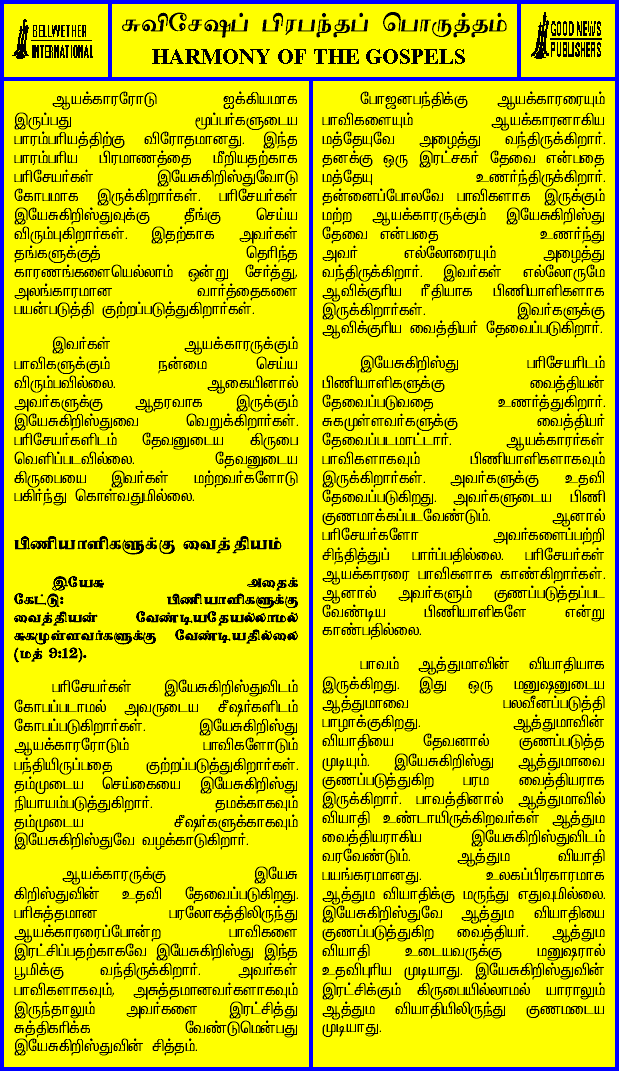 BELLWETHER
INTERNATIONAL
சுவிசேஷப் பிரபந்தப் பொருத்தம்
HARMONY OF THE GOSPELS
GOOD NEWS
PUBLISHERS
ஆயக்காரரோடு ஐக்கியமாக
இருப்பது மூப்பர்களுடைய
பாரம்பரியத்திற்கு விரோதமானது. இந்த
பாரம்பரிய பிரமாணத்தை மீறியதற்காக
பரிசேயர்கள் இயேசுகிறிஸ்துவோடு
கோபமாக இருக்கிறார்கள். பரிசேயர்கள்
இயேசுகிறிஸ்துவுக்கு தீங்கு செய்ய
விரும்புகிறார்கள். இதற்காக அவர்கள்
தங்களுக்குத் தெரிந்த
காரணங்களையெல்லாம் ஒன்று சேர்த்து,
அலங்காரமான வார்த்தைகளை
பயன்படுத்தி குற்றப்படுத்துகிறார்கள்.
இவர்கள் ஆயக்காரருக்கும்
பாவிகளுக்கும் நன்மை செய்ய
விரும்பவில்லை. ஆகையினால்
அவர்களுக்கு ஆதரவாக இருக்கும்
இயேசுகிறிஸ்துவை வெறுக்கிறார்கள்.
பரிசேயர்களிடம் தேவனுடைய கிருபை
வெளிப்படவில்லை. தேவனுடைய
கிருபையை இவர்கள் மற்றவர்களோடு
பகிர்ந்து கொள்வதுமில்லை.
பிணியாளிகளுக்கு வைத்தியம்
இயேசு அதைக்
கேட்டு: பிணியாளிகளுக்கு
வைத்தியன் வேண்டியதேயல்லாமல்
சுகமுள்ளவர்களுக்கு வேண்டியதில்லை
(மத் 9:12).
பரிசேயர்கள் இயேசுகிறிஸ்துவிடம்
கோபப்படாமல் அவருடைய சீஷர்களிடம்
கோபப்படுகிறார்கள். இயேசுகிறிஸ்து
ஆயக்காரரோடும் பாவிகளோடும்
பந்தியிருப்பதை குற்றப்படுத்துகிறார்கள்.
தம்முடைய செய்கையை இயேசுகிறிஸ்து
நியாயம்படுத்துகிறார். தமக்காகவும்
தம்முடைய சீஷர்களுக்காகவும்
இயேசுகிறிஸ்துவே வழக்காடுகிறார்.
ஆயக்காரருக்கு இயேசு
கிறிஸ்துவின் உதவி தேவைப்படுகிறது.
பரிசுத்தமான பரலோகத்திலிருந்து
ஆயக்காரரைப்போன்ற பாவிகளை
இரட்சிப்பதற்காகவே இயேசுகிறிஸ்து இந்த
பூமிக்கு வந்திருக்கிறார். அவர்கள்
பாவிகளாகவும், அசுத்தமானவர்களாகவும்
இருந்தாலும் அவர்களை இரட்சித்து
சுத்திகரிக்க வேண்டுமென்பது
இயேசுகிறிஸ்துவின் சித்தம்.
போஜனபந்திக்கு ஆயக்காரரையும்
பாவிகளையும் ஆயக்காரனாகிய
மத்தேயுவே அழைத்து வந்திருக்கிறார்.
தனக்கு ஒரு இரட்சகர் தேவை என்பதை
மத்தேயு உணர்ந்திருக்கிறார்.
தன்னைப்போலவே பாவிகளாக இருக்கும்
மற்ற ஆயக்காரருக்கும் இயேசுகிறிஸ்து
தேவை என்பதை உணர்ந்து
அவர் எல்லோரையும் அழைத்து
வந்திருக்கிறார். இவர்கள் எல்லோருமே
ஆவிக்குரிய ரீதியாக பிணியாளிகளாக
இருக்கிறார்கள். இவர்களுக்கு
ஆவிக்குரிய வைத்தியர் தேவைப்படுகிறார்.
இயேசுகிறிஸ்து பரிசேயரிடம்
பிணியாளிகளுக்கு வைத்தியன்
தேவைப்படுவதை உணர்த்துகிறார்.
சுகமுள்ளவர்களுக்கு வைத்தியர்
தேவைப்படமாட்டார். ஆயக்காரர்கள்
பாவிகளாகவும் பிணியாளிகளாகவும்
இருக்கிறார்கள். அவர்களுக்கு உதவி
தேவைப்படுகிறது. அவர்களுடைய பிணி
குணமாக்கப்படவேண்டும். ஆனால்
பரிசேயர்களோ அவர்களைப்பற்றி
சிந்தித்துப் பார்ப்பதில்லை. பரிசேயர்கள்
ஆயக்காரரை பாவிகளாக காண்கிறார்கள்.
ஆனால் அவர்களும் குணப்படுத்தப்பட
வேண்டிய பிணியாளிகளே என்று
காண்பதில்லை.
பாவம் ஆத்துமாவின் வியாதியாக
இருக்கிறது. இது ஒரு மனுஷனுடைய
ஆத்துமாவை பலவீனப்படுத்தி
பாழாக்குகிறது. ஆத்துமாவின்
வியாதியை தேவனால் குணப்படுத்த
முடியும். இயேசுகிறிஸ்து ஆத்துமாவை
குணப்படுத்துகிற பரம வைத்தியராக
இருக்கிறார். பாவத்தினால் ஆத்துமாவில்
வியாதி உண்டாயிருக்கிறவர்கள் ஆத்தும
வைத்தியராகிய இயேசுகிறிஸ்துவிடம்
வரவேண்டும். ஆத்தும வியாதி
பயங்கரமானது. உலகப்பிரகாரமாக
ஆத்தும வியாதிக்கு மருந்து எதுவுமில்லை.
இயேசுகிறிஸ்துவே ஆத்தும வியாதியை
குணப்படுத்துகிற வைத்தியர். ஆத்தும
வியாதி உடையவருக்கு மனுஷரால்
உதவிபுரிய முடியாது. இயேசுகிறிஸ்துவின்
இரட்சிக்கும் கிருபையில்லாமல் யாராலும்
ஆத்தும வியாதியிலிருந்து குணமடைய
முடியாது.